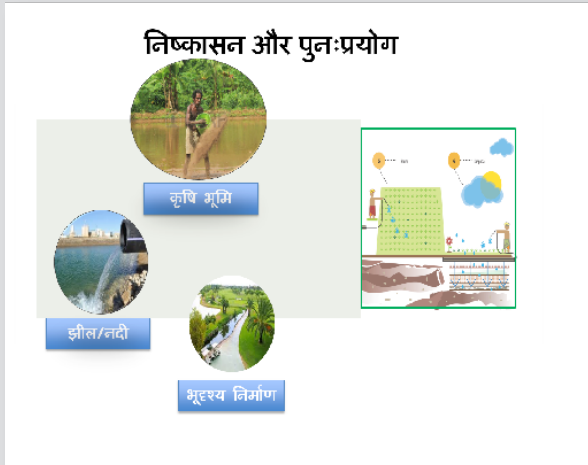 निष्कासन और पुनःप्रयोग
कृषि भूमि
झील/नदी
भूदृश्य निर्माण